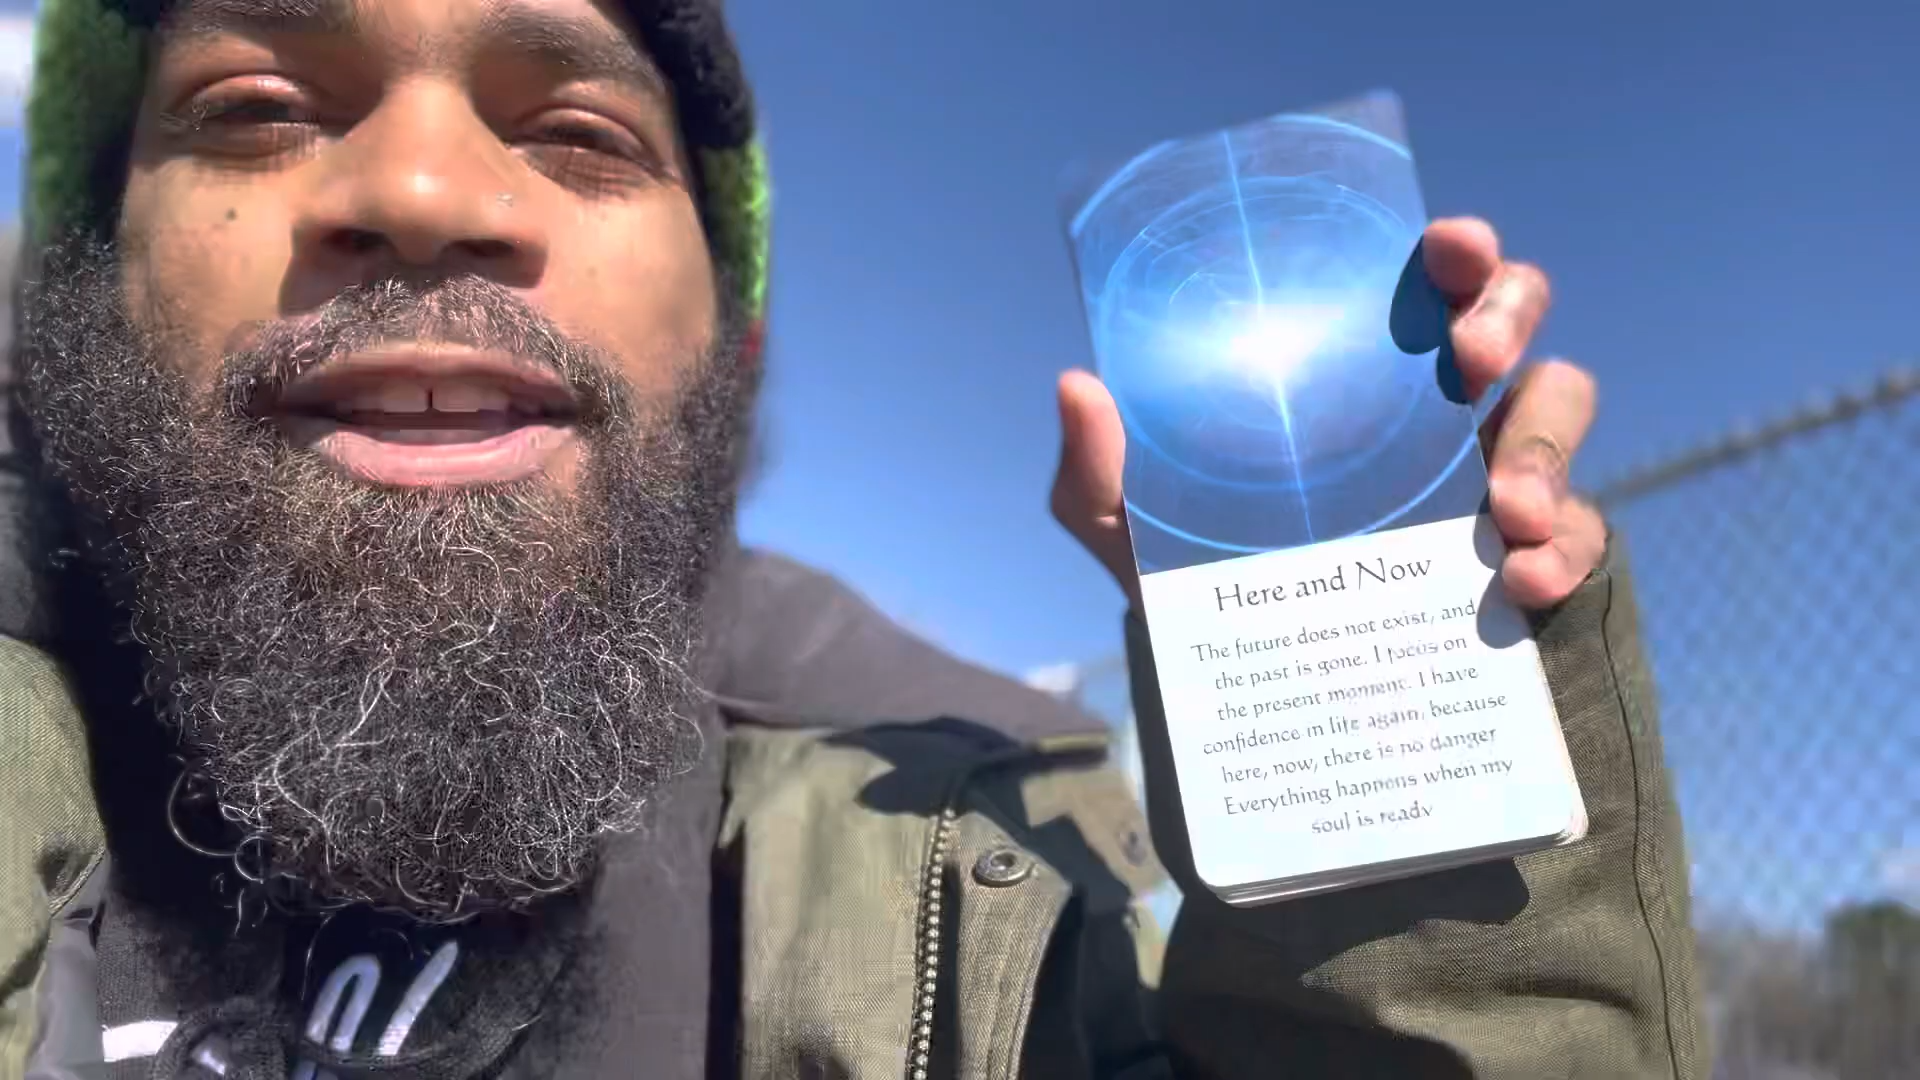 Here and Now
The future does not exist, and
the past is gone. I focus on
the present moment. I have
confidence in life again, because
here, now, there is no danger
Everything happens when my
soul is ready